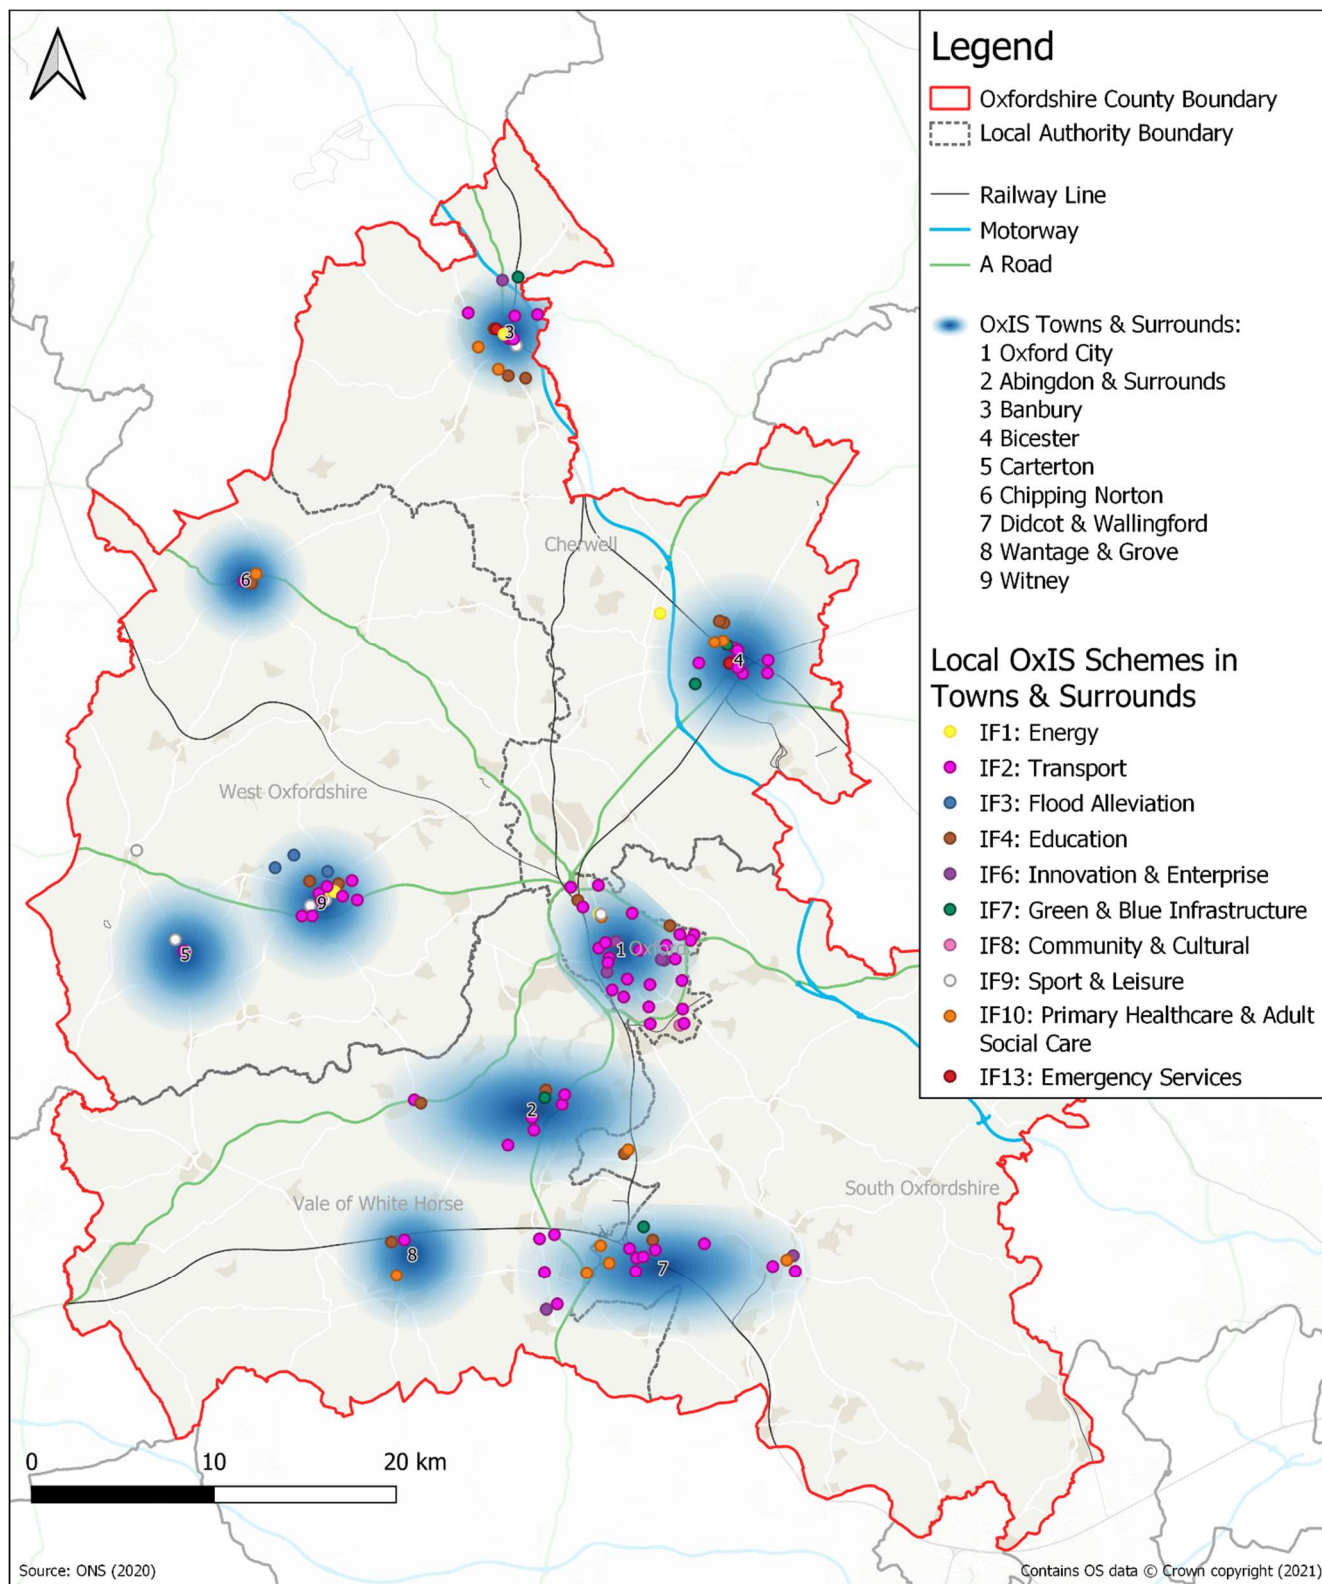 Legend
Oxfordshire County Boundary
Local Authority Boundary
Railway Line
Motorway
A Road
OxIS Towns & Surrounds:
1 Oxford City
2 Abingdon & Surrounds
3 Banbury
4 Bicester
5 Carterton
6 Chipping Norton
7 Didcot & Wallingford
8 Wantage & Grove
9 Witney
Local OxIS Schemes in
Towns & Surrounds
IF1: Energy
IF2: Transport
IF3: Flood Alleviation
IF4: Education
IF6: Innovation & Enterprise
IF7: Green & Blue Infrastructure
IF8: Community & Cultural
IF9: Sport & Leisure
IF10: Primary Healthcare & Adult
Social Care
IF13: Emergency Services
3
Cherwell
6
4
West Oxfordshire
9
1 Oxford
5
2
South Oxfordshire
Vale of White Horse
8
7
0 10 20 km
Source: ONS (2020)
Contains OS data © Crown copyright (2021)